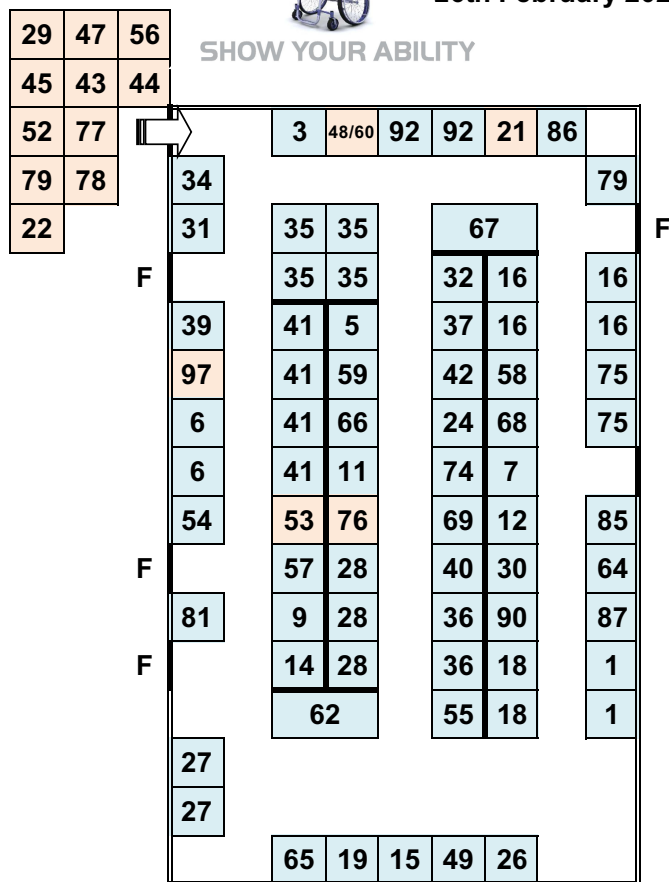 February
SHOW YOUR ABILITY
29 47 56
45 43 44
52 77 3 48/60 92 92 21 86
79 78 34 79
22 31 35 35 67 F
F 35 35 32 16 16
39 41 5 37 16 16
97 41 59 42 58 75
6 41 66 24 68 75
6 41 11 74 7
54 53 76 69 12 85
F 57 28 40 30 64
81 9 28 36 90 87
F 14 28 36 18 1
62 55 18 1
27
27
65 19 15 49 26